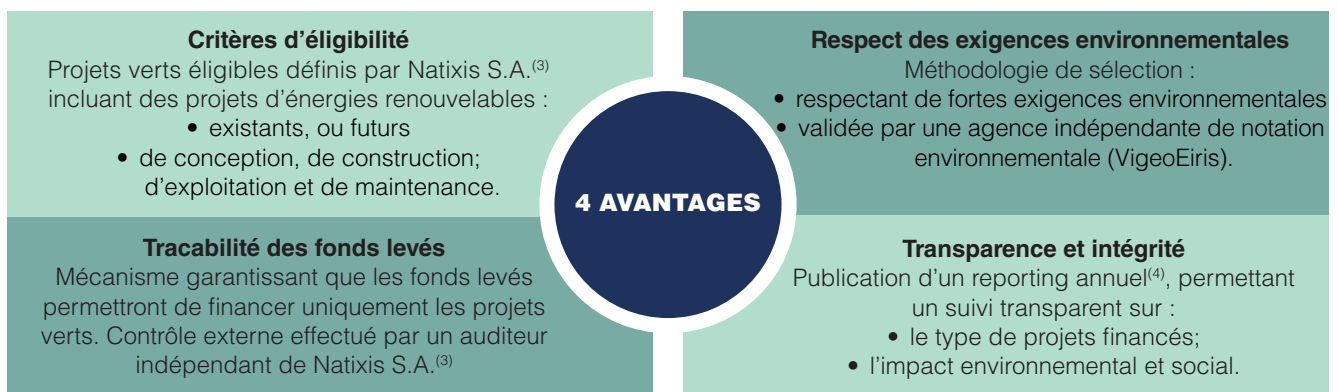 Critères d’éligibilité
Projets verts éligibles définis par Natixis S.A.(3)
incluant des projets d’énergies renouvelables :
• existants, ou futurs
• de conception, de construction;
d’exploitation et de maintenance.
Respect des exigences environnementales
Méthodologie de sélection :
• respectant de fortes exigences environnementales
• validée par une agence indépendante de notation
environnementale (VigeoEiris).
4 AVANTAGES
Tracabilité des fonds levés
Mécanisme garantissant que les fonds levés
permettront de financer uniquement les projets
verts. Contrôle externe effectué par un auditeur
indépendant de Natixis S.A.(3)
Transparence et intégrité
Publication d’un reporting annuel(4), permettant
un suivi transparent sur :
• le type de projets financés;
• l’impact environnemental et social.